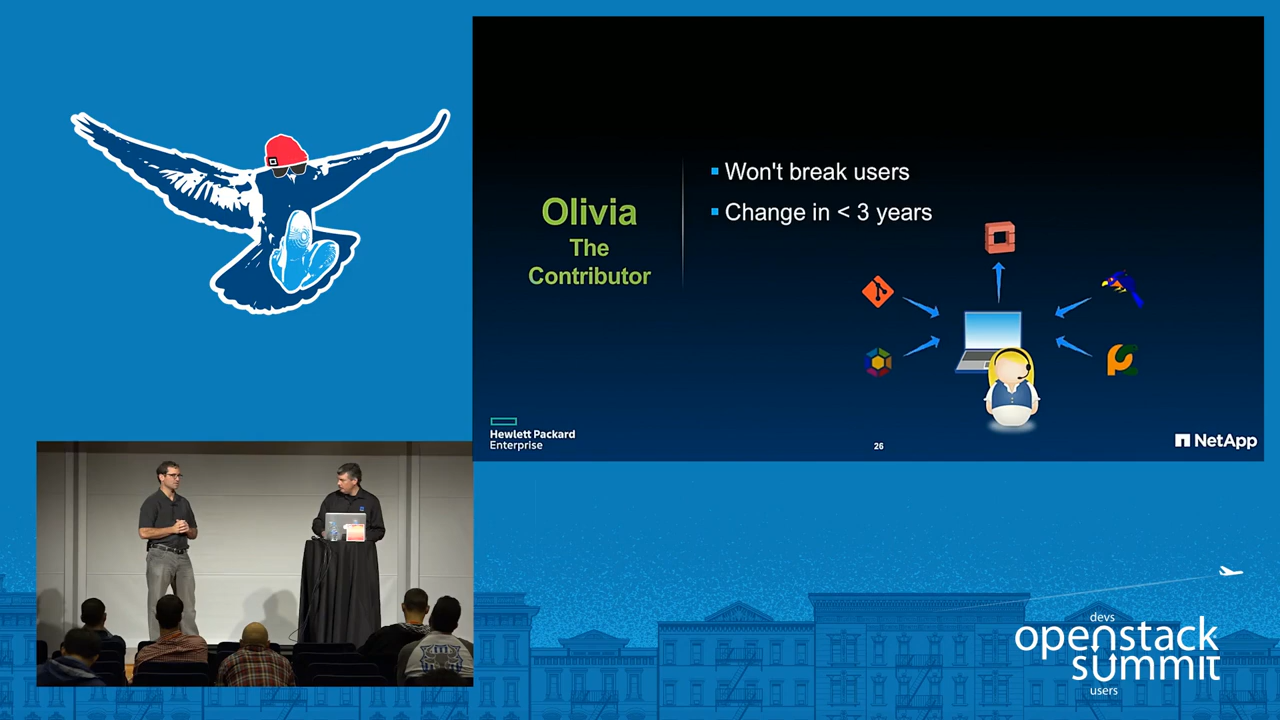 Won't break users
Change in < 3 years
Olivia
The
Contributor
Hewlett Packard
Enterprise
26
NetApp
devs
openstack
summit
users